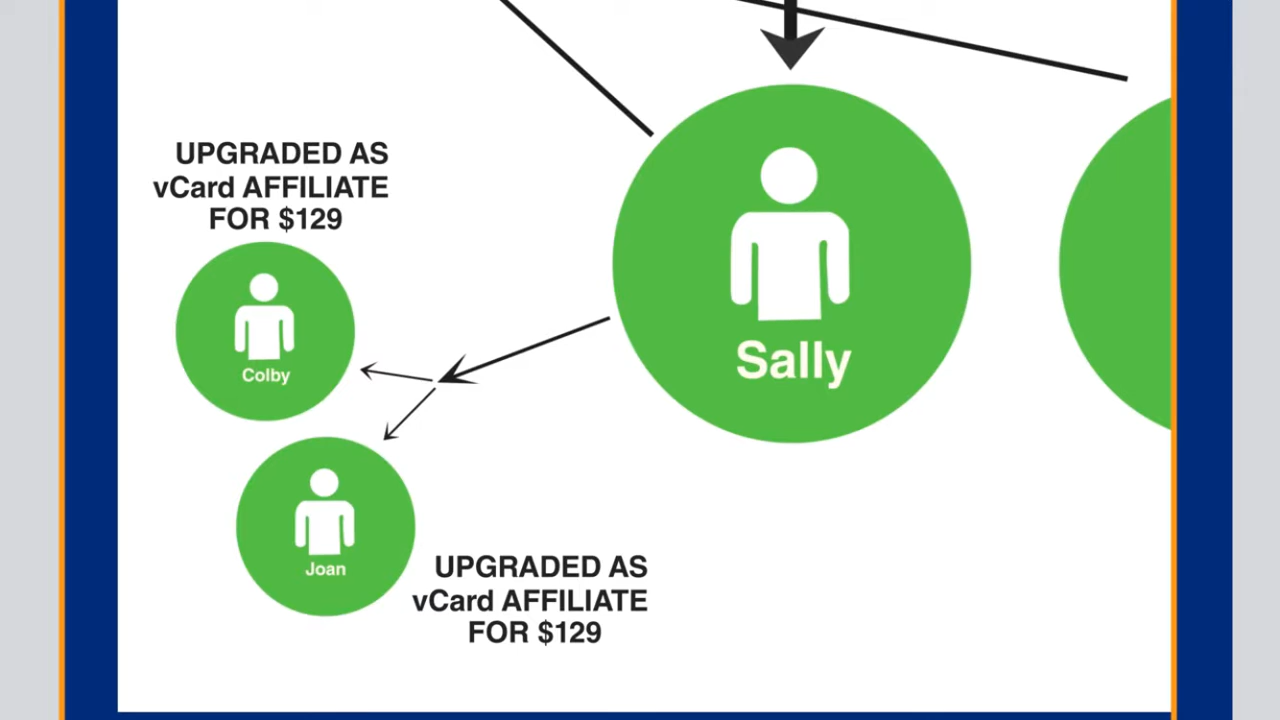 UPGRADED AS
vCard AFFILIATE
FOR $129
Colby
Sally
Joan
UPGRADED AS
vCard AFFILIATE
FOR $129